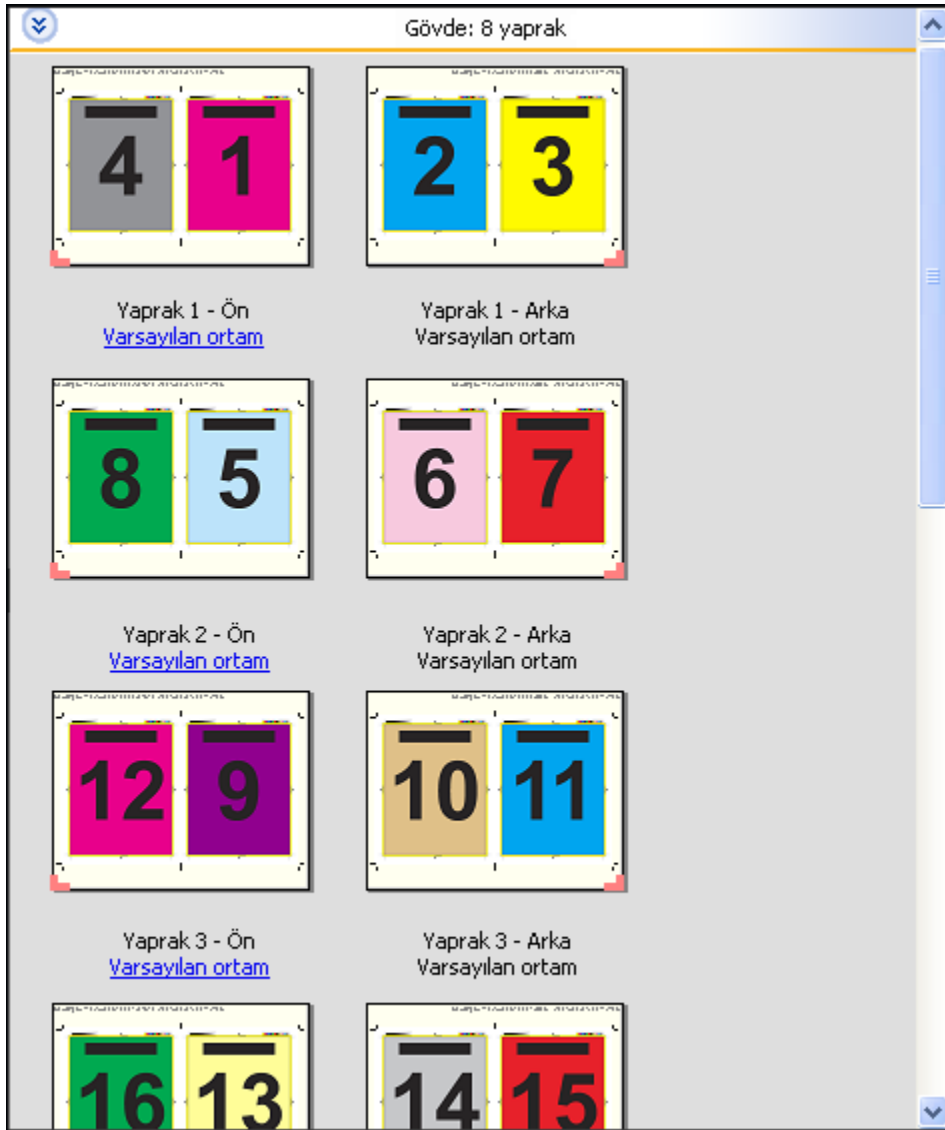 Gövde: 8 yaprak
4 1 2 3
Yaprak 1 - Ön Yaprak 1 - Arka
Varsayılan ortam Varsayılan ortam
8 5 6 7
Yaprak 2 - Ön Yaprak 2 - Arka
Varsayılan ortam Varsayılan ortam
12 9 10 11
Yaprak 3 - Ön Yaprak 3 - Arka
Varsayılan ortam Varsayılan ortam
16 13 14 15